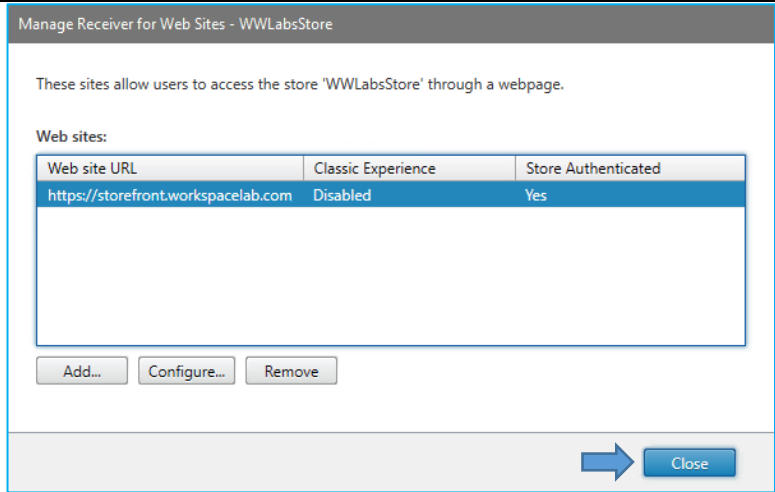 Manage Receiver for Web Sites - WWLabsStore
These sites allow users to access the store 'WWLabsStore' through a webpage.
Web sites:
Web site URL Classic Experience Store Authenticated
https://storefront.workspacelab.com Disabled Yes
Add... Configure... Remove
Close